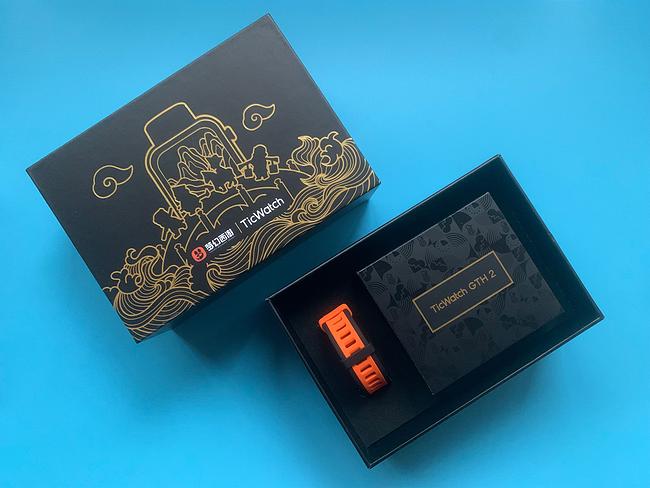 梦幻西游 | TicWatch
TicWatch GTH 2